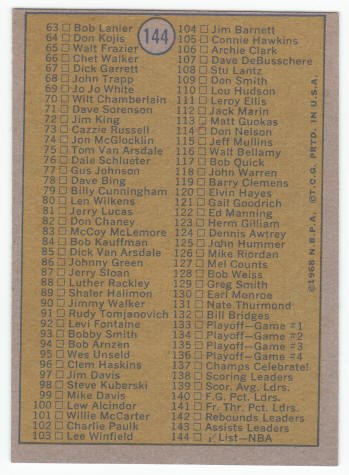 144
63 □ Bob Lanier
64 □ Don Kojis
65 □ Walt Frazier
66 □ Chet Walker
67 □ Dick Garrett
68 □ John Trapp
69 □ Jo Jo White
70 □ Wilt Chamberlain
71 □ Dave Sorenson
72 □ Jim King
73 □ Cazzie Russell
74 □ Jon McGlocklin
75 □ Tom Van Arsdale
76 □ Dale Schlueter
77 □ Gus Johnson
78 □ Dave Bing
79 □ Billy Cunningham
80 □ Len Wilkens
81 □ Jerry Lucas
82 □ Don Chaney
83 □ McCoy McLemore
84 □ Bob Kauffman
85 □ Dick Van Arsdale
86 □ Johnny Green
87 □ Jerry Sloan
88 □ Luther Rackley
89 □ Shaler Halimon
90 □ Jimmy Walker
91 □ Rudy Tomjanovich
92 □ Levi Fontaine
93 □ Bobby Smith
94 □ Bob Arnzen
95 □ Wes Unseld
96 □ Clem Haskins
97 □ Jim Davis
98 □ Steve Kuberski
99 □ Mike Davis
100 □ Lew Alcindor
101 □ Willie McCarter
102 □ Charlie Paulk
103 □ Lee Winfield
104 □ Jim Barnett
105 □ Connie Hawkins
106 □ Archie Clark
107 □ Dave DeBusschere
108 □ Stu Lantz
109 □ Don Smith
110 □ Lou Hudson
111 □ Leroy Ellis
112 □ Jack Marin
113 □ Matt Guokas
114 □ Don Nelson
115 □ Jeff Mullins
116 □ Walt Bellamy
117 □ Bob Quick
118 □ John Warren
119 □ Barry Clemens
120 □ Elvin Hayes
121 □ Gail Goodrich
122 □ Ed Manning
123 □ Herm Gilliam
124 □ Dennis Awtrey
125 □ John Hummer
126 □ Mike Riordan
127 □ Mel Counts
128 □ Bob Weiss
129 □ Greg Smith
130 □ Earl Monroe
131 □ Nate Thurmond
132 □ Bill Bridges
133 □ Playoff—Game #1
134 □ Playoff—Game #2
135 □ Playoff—Game #3
136 □ Playoff—Game #4
137 □ Champs Celebrate!
138 □ Scoring Leaders
139 □ Scor. Avg. Ldrs.
140 □ F.G. Pct. Ldrs.
141 □ Fr. Thr. Pct. Ldrs.
142 □ Rebounds Leaders
143 □ Assists Leaders
144 □ √ List—NBA
©1968 N.B.P.A. ©T.C.G. PRTD. IN U.S.A.